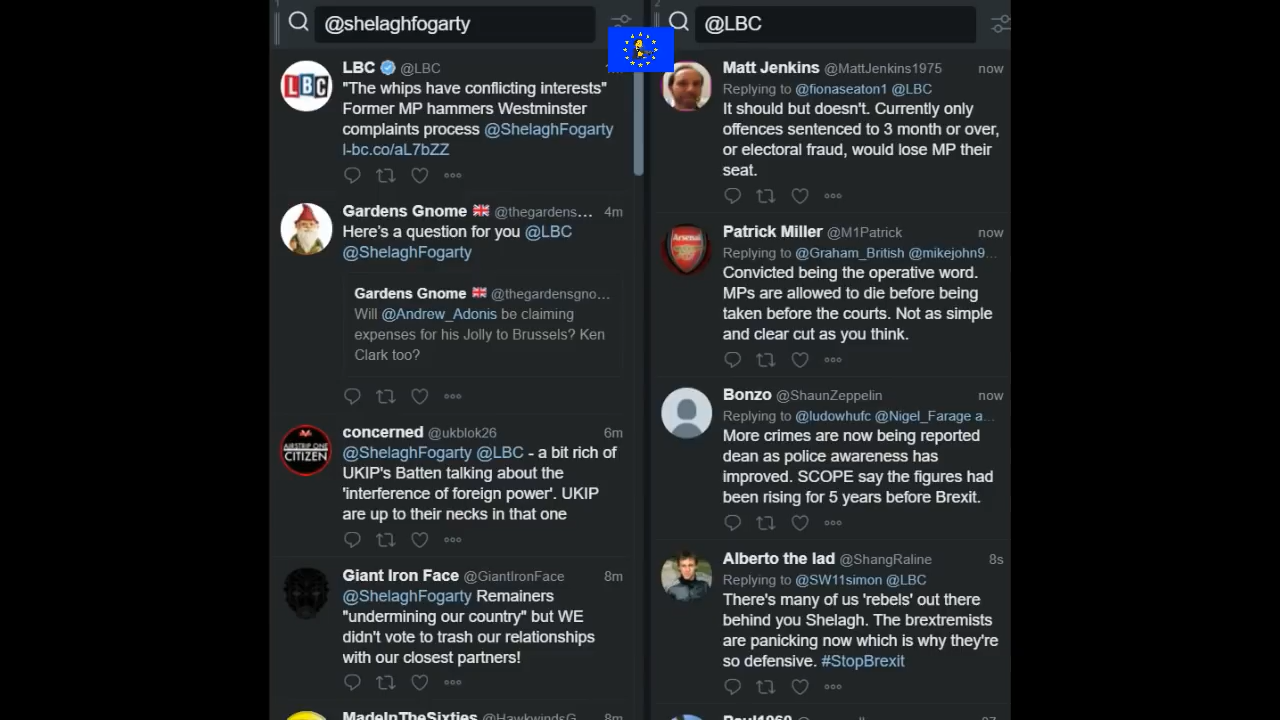 @shelaghfogarty
LBC @LBC
"The whips have conflicting interests"
Former MP hammers Westminster
complaints process @ShelaghFogarty
l-bc.co/aL7bZZ
Gardens Gnome 🇬🇧 @thegardens... 4m
Here's a question for you @LBC
@ShelaghFogarty
Gardens Gnome 🇬🇧 @thegardensgno...
Will @Andrew_Adonis be claiming
expenses for his Jolly to Brussels? Ken
Clark too?
AIRSTRIP ONE
CITIZEN
concerned @ukblok26 6m
@ShelaghFogarty @LBC - a bit rich of
UKIP's Batten talking about the
'interference of foreign power'. UKIP
are up to their necks in that one
Giant Iron Face @GiantIronFace 8m
@ShelaghFogarty Remainers
"undermining our country" but WE
didn't vote to trash our relationships
with our closest partners!
MadeInTheSixties @HawkwindsG... 8m
@LBC
Matt Jenkins @MattJenkins1975 now
Replying to @fionaseaton1 @LBC
It should but doesn't. Currently only
offences sentenced to 3 month or over,
or electoral fraud, would lose MP their
seat.
Arsenal
Patrick Miller @M1Patrick now
Replying to @Graham_British @mikejohn9...
Convicted being the operative word.
MPs are allowed to die before being
taken before the courts. Not as simple
and clear cut as you think.
Bonzo @ShaunZeppelin now
Replying to @ludowhufc @Nigel_Farage a...
More crimes are now being reported
dean as police awareness has
improved. SCOPE say the figures had
been rising for 5 years before Brexit.
Alberto the lad @ShangRaline 8s
Replying to @SW11simon @LBC
There's many of us 'rebels' out there
behind you Shelagh. The brextremists
are panicking now which is why they're
so defensive. #StopBrexit
Paul1960